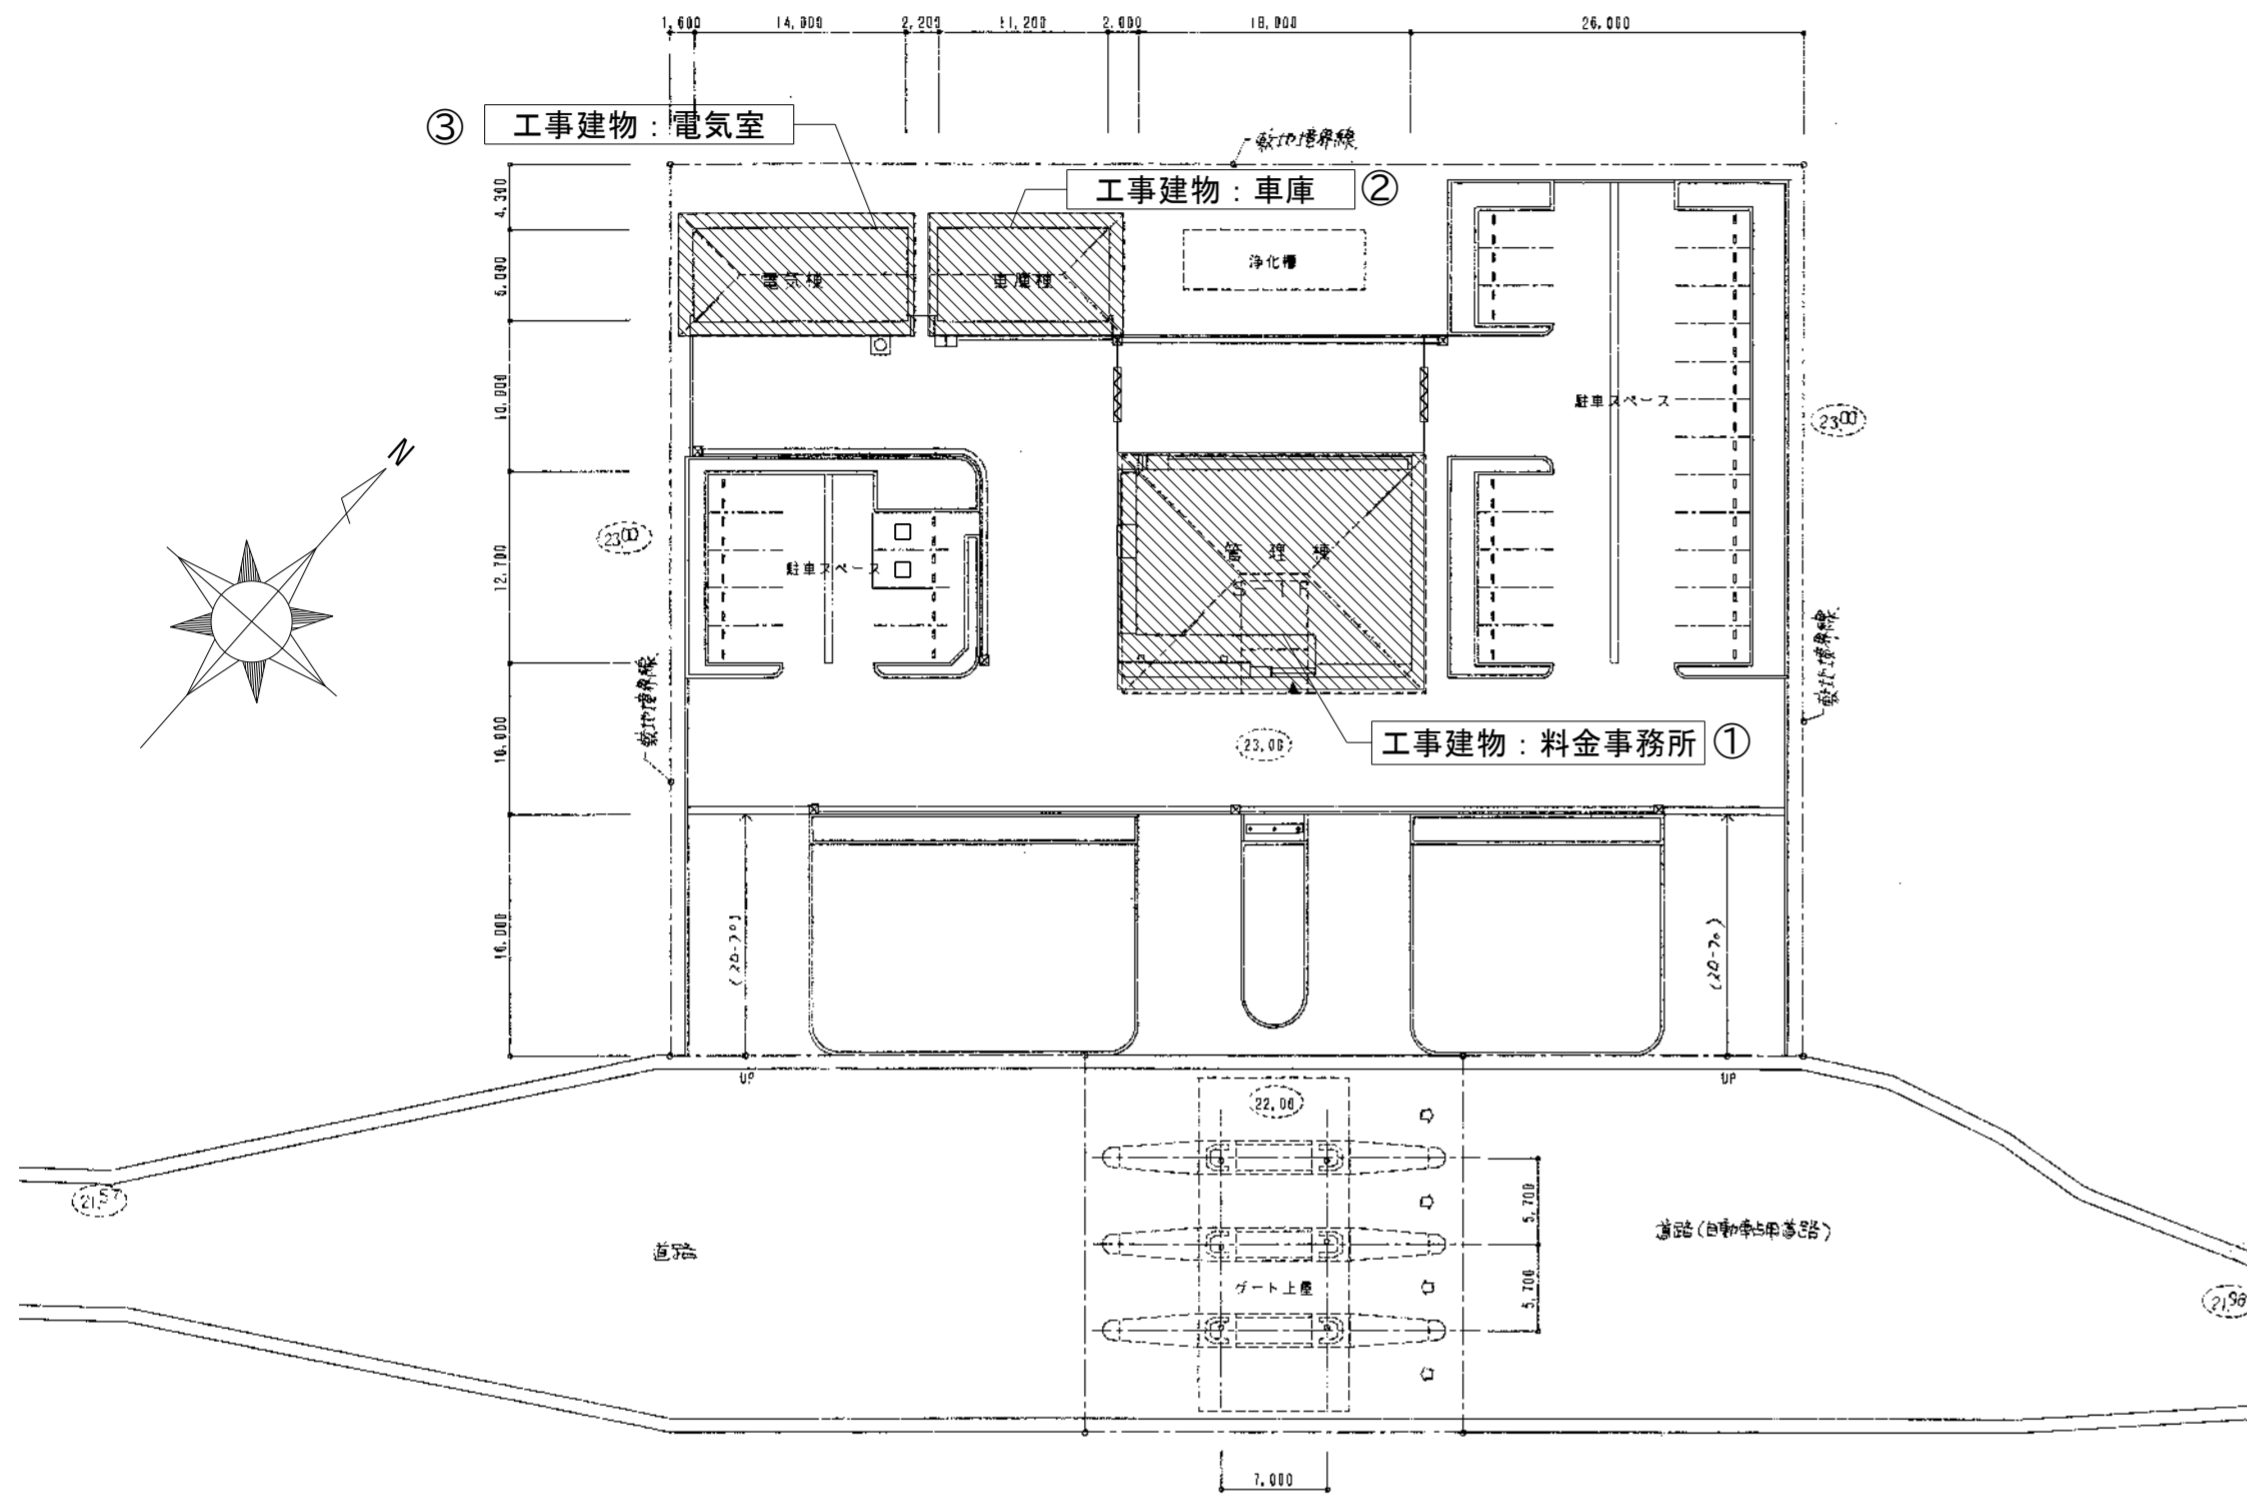 1,600 14,000 2,200 11,200 2,000 18,000 26,000
③ 工事建物：電気室
敷地境界線
工事建物：車庫 ②
4,300
6,000
10,000
12,700
10,000
16,000
電気棟
車庫棟
浄化槽
駐車スペース
23.00
N
23.00
駐車スペース
管理棟
S-1F
敷地境界線
敷地境界線
23.00
工事建物：料金事務所 ①
UP
UP
22.00
21.57
5,700
道路
道路(自動車専用道路)
ゲート上屋
5,700
21.98
7,000